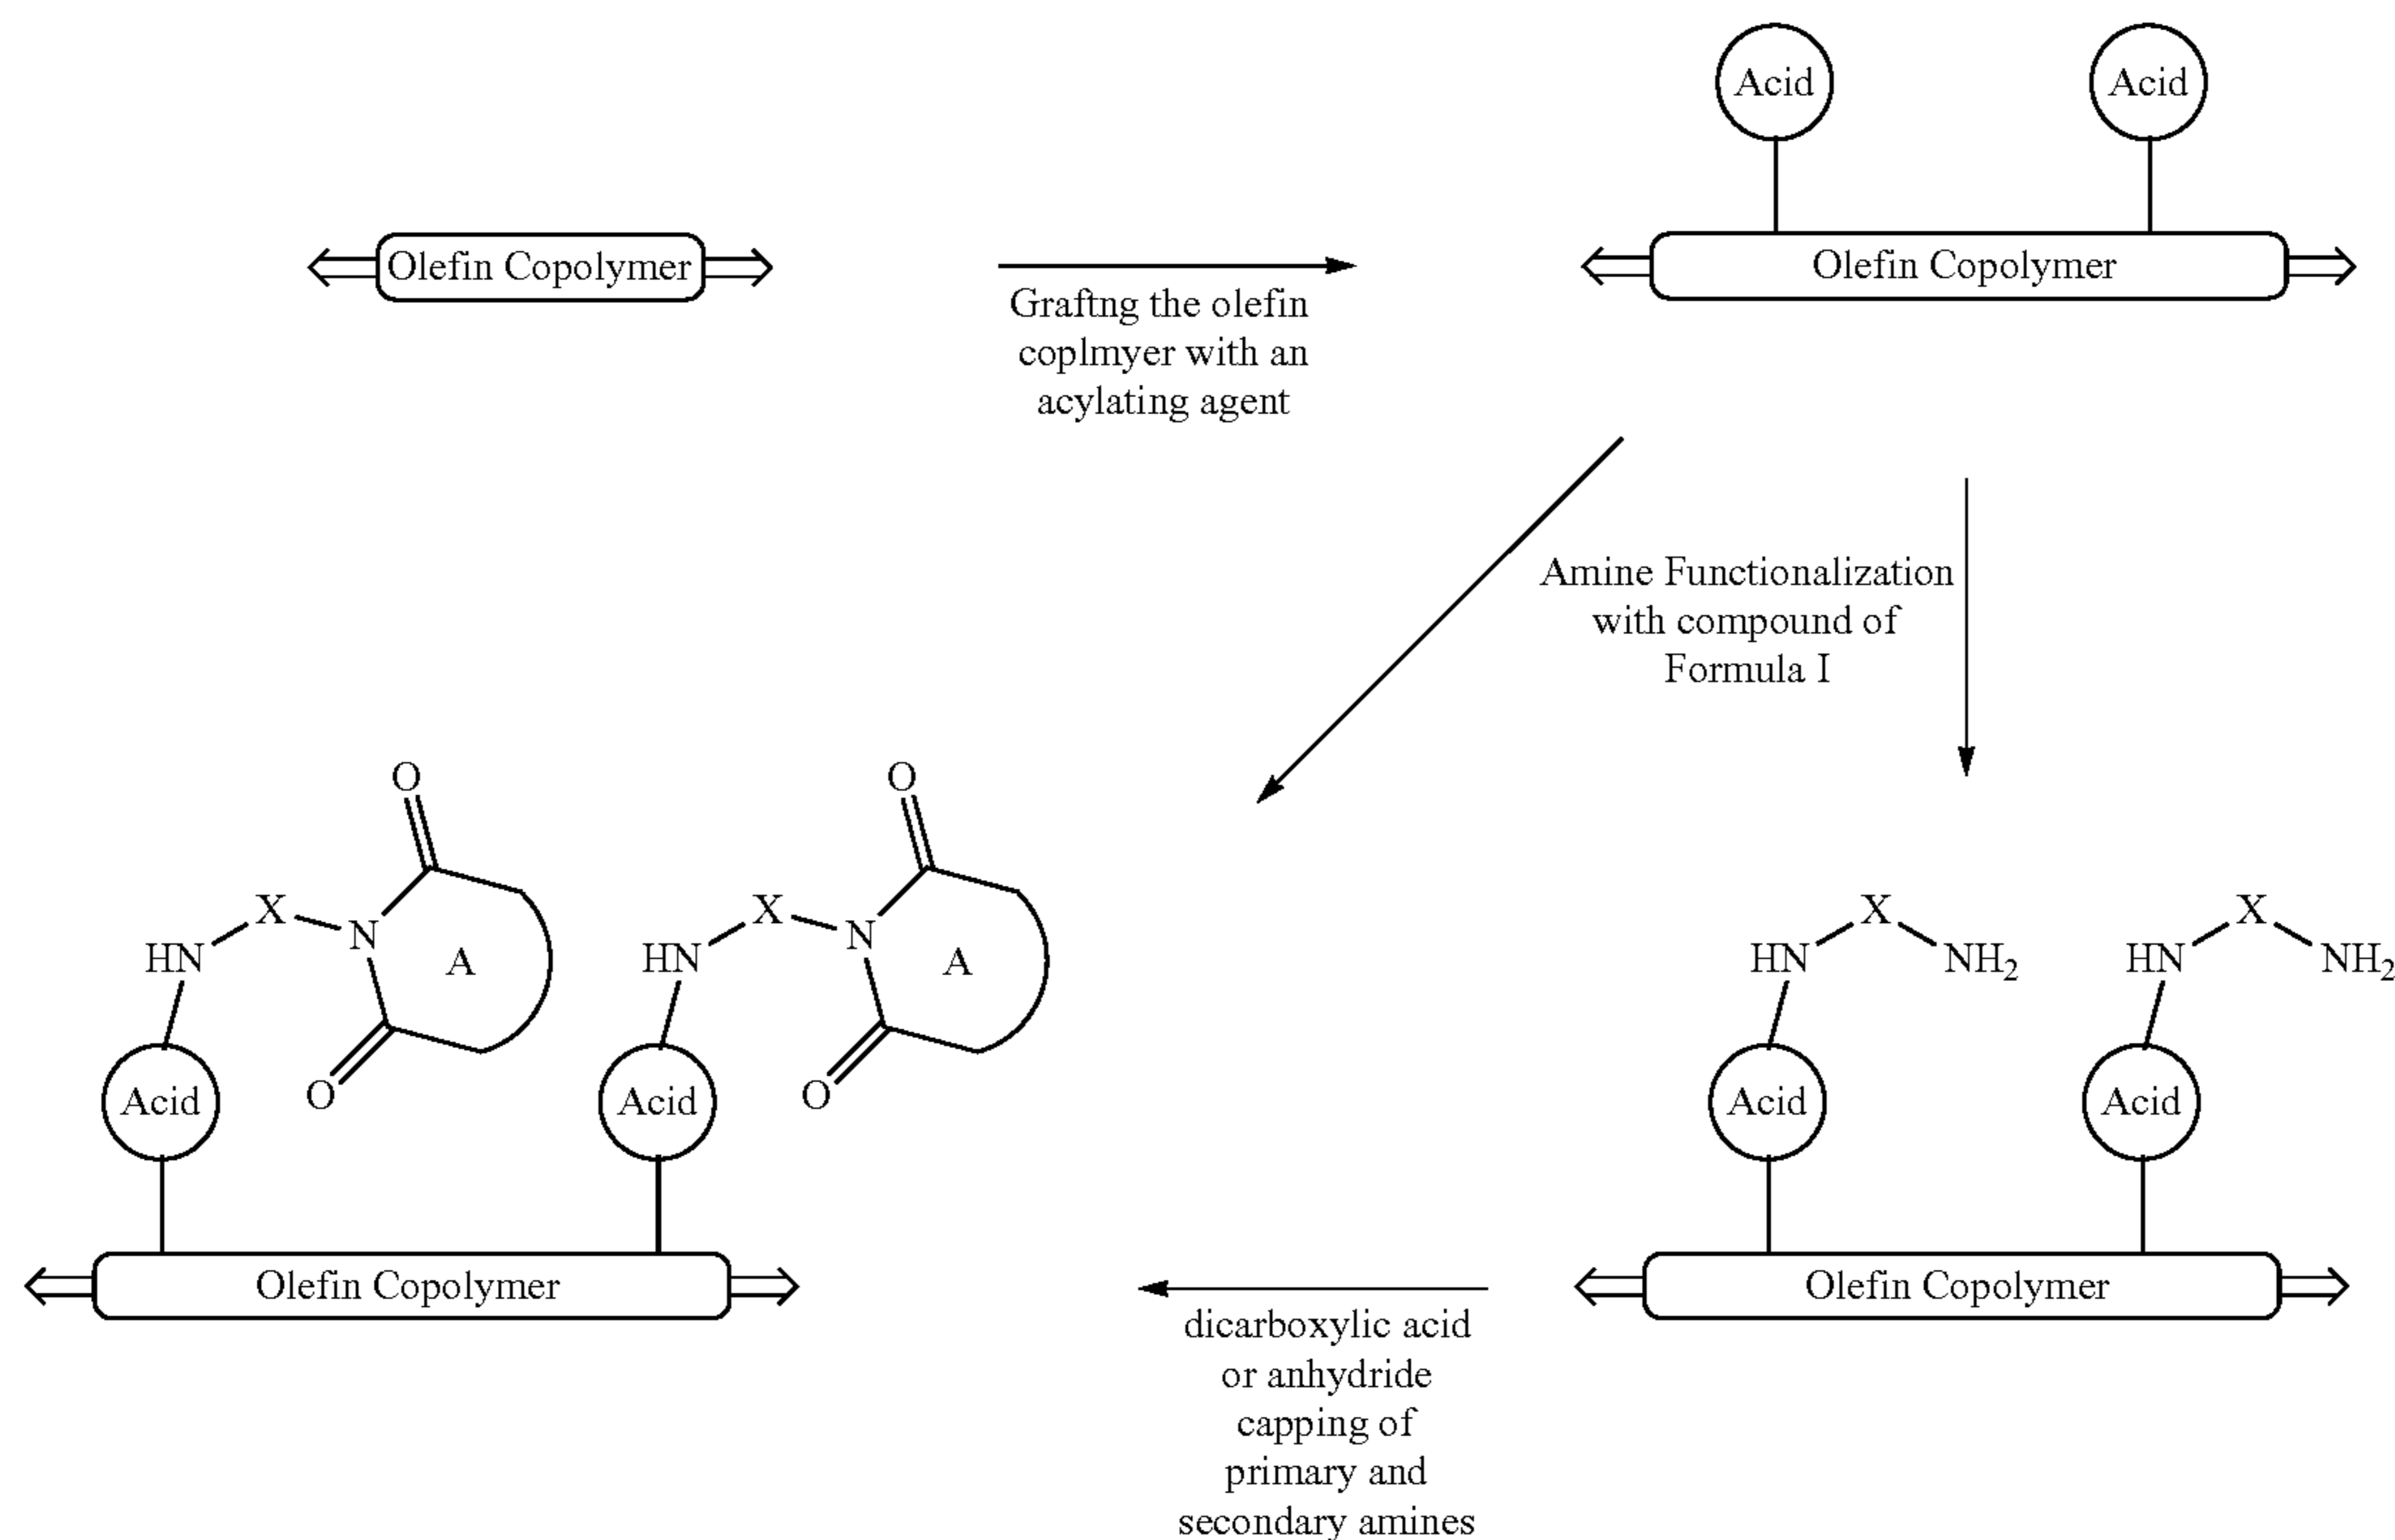 Acid
Acid
Olefin Copolymer
Olefin Copolymer
Graftng the olefin
coplmyer with an
acylating agent
Amine Functionalization
with compound of
Formula I
O
O
X
N
HN
A
X
N
HN
A
O
O
Acid
Acid
Olefin Copolymer
X
HN
NH2
X
HN
NH2
Acid
Acid
Olefin Copolymer
dicarboxylic acid
or anhydride
capping of
primary and
secondary amines